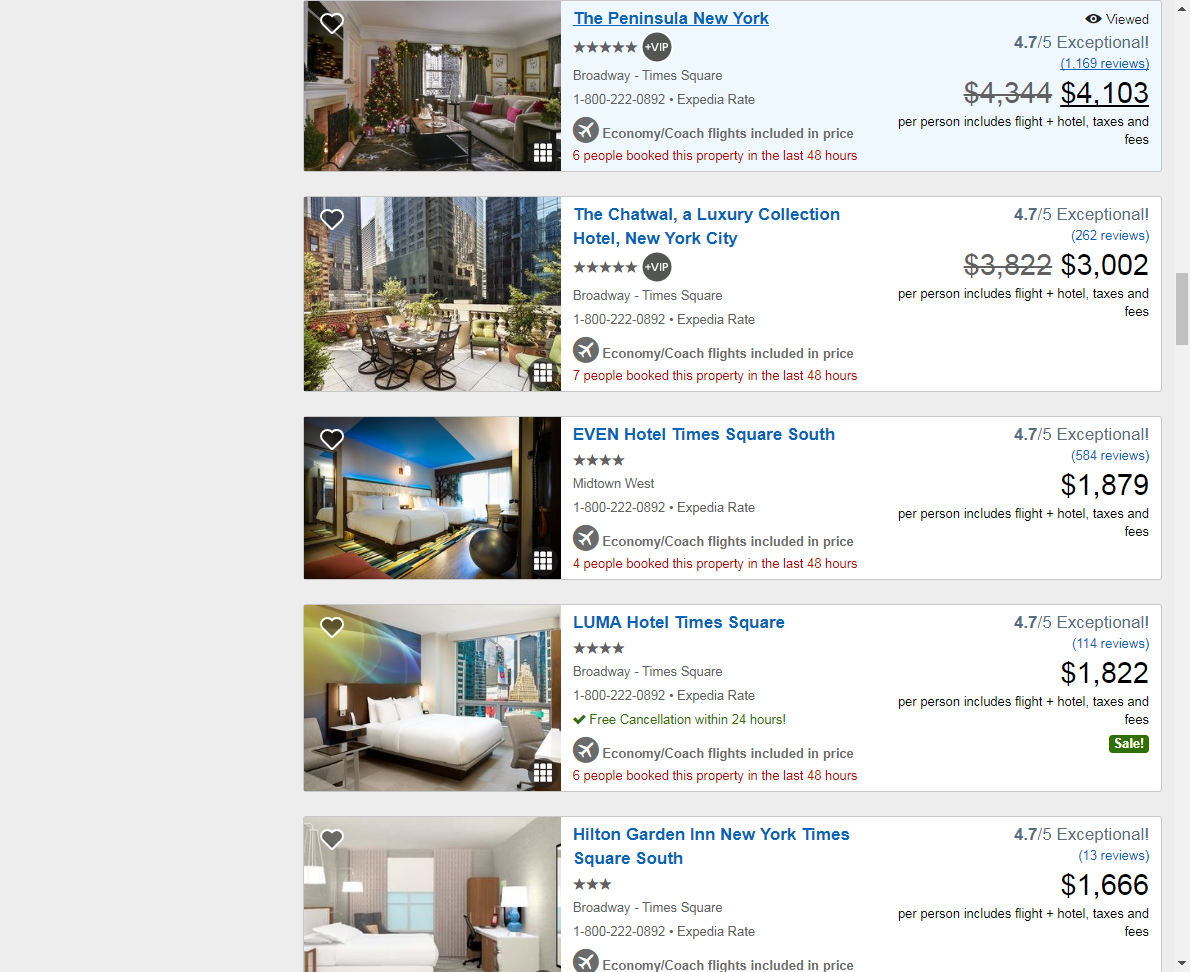 The Peninsula New York
Viewed
★★★★★ +VIP
4.7/5 Exceptional!
(1,169 reviews)
Broadway - Times Square
$4,344 $4,103
1-800-222-0892 • Expedia Rate
per person includes flight + hotel, taxes and
fees
Economy/Coach flights included in price
6 people booked this property in the last 48 hours
The Chatwal, a Luxury Collection
Hotel, New York City
4.7/5 Exceptional!
(262 reviews)
★★★★★ +VIP
$3,822 $3,002
Broadway - Times Square
per person includes flight + hotel, taxes and
fees
1-800-222-0892 • Expedia Rate
Economy/Coach flights included in price
7 people booked this property in the last 48 hours
EVEN Hotel Times Square South
4.7/5 Exceptional!
(584 reviews)
★★★★
Midtown West
$1,879
1-800-222-0892 • Expedia Rate
per person includes flight + hotel, taxes and
fees
Economy/Coach flights included in price
4 people booked this property in the last 48 hours
LUMA Hotel Times Square
4.7/5 Exceptional!
(114 reviews)
★★★★
Broadway - Times Square
$1,822
1-800-222-0892 • Expedia Rate
per person includes flight + hotel, taxes and
fees
Free Cancellation within 24 hours!
Sale!
Economy/Coach flights included in price
6 people booked this property in the last 48 hours
Hilton Garden Inn New York Times
Square South
4.7/5 Exceptional!
(13 reviews)
★★★
$1,666
Broadway - Times Square
per person includes flight + hotel, taxes and
fees
1-800-222-0892 • Expedia Rate
Economy/Coach flights included in price